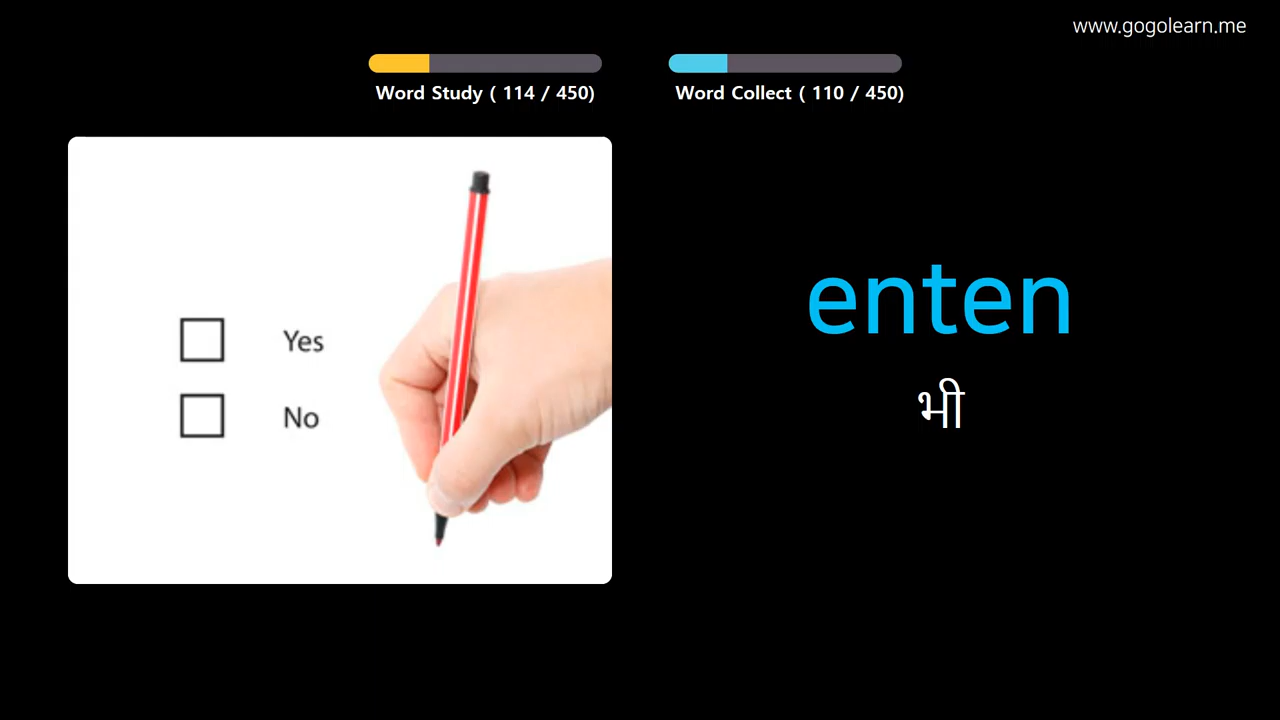 www.gogolearn.me
Word Study ( 114 / 450)
Word Collect ( 110 / 450)
Yes
No
enten
भी